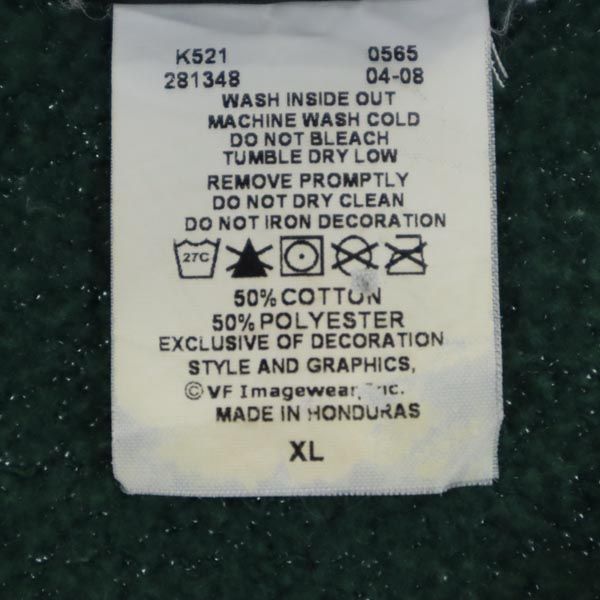 K521 0565
281348 04-08
WASH INSIDE OUT
MACHINE WASH COLD
DO NOT BLEACH
TUMBLE DRY LOW
REMOVE PROMPTLY
DO NOT DRY CLEAN
DO NOT IRON DECORATION
27C
50% COTTON
50% POLYESTER
EXCLUSIVE OF DECORATION
STYLE AND GRAPHICS,
© VF Imagewear, Inc.
MADE IN HONDURAS
XL